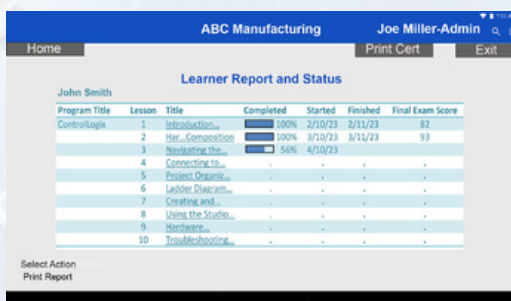 ABC Manufacturing Joe Miller-Admin
Home Print Cert Exit
Learner Report and Status
John Smith
Program Title Lesson Title Completed Started Finished Final Exam Score
ControlLogix 1 Introduction... 100% 2/10/23 2/11/23 82
2 Har...Composition 100% 3/10/23 3/11/23 93
3 Navigating the... 56% 4/10/23
4 Connecting to... . . . .
5 Project Organiz... . . . .
6 Ladder Diagram... . . . .
7 Creating and... . . . .
8 Using the Studio... . . . .
9 Hardware... . . . .
10 Troubleshooting... . . . .
Select Action
Print Report